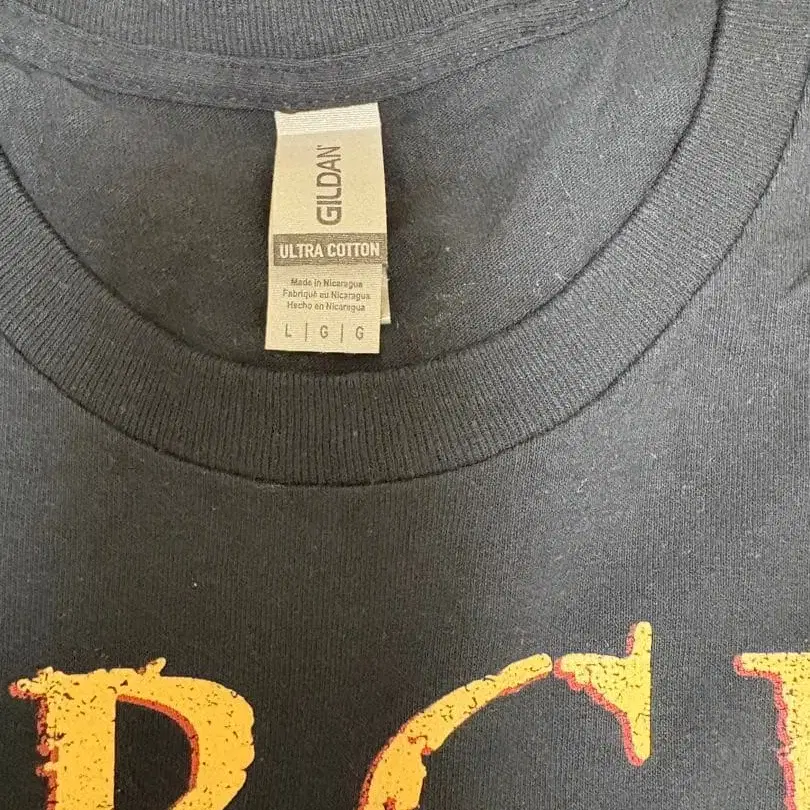 GILDAN
ULTRA COTTON
Made in Nicaragua
Fabriqué au Nicaragua
Hecho en Nicaragua
L | G | G